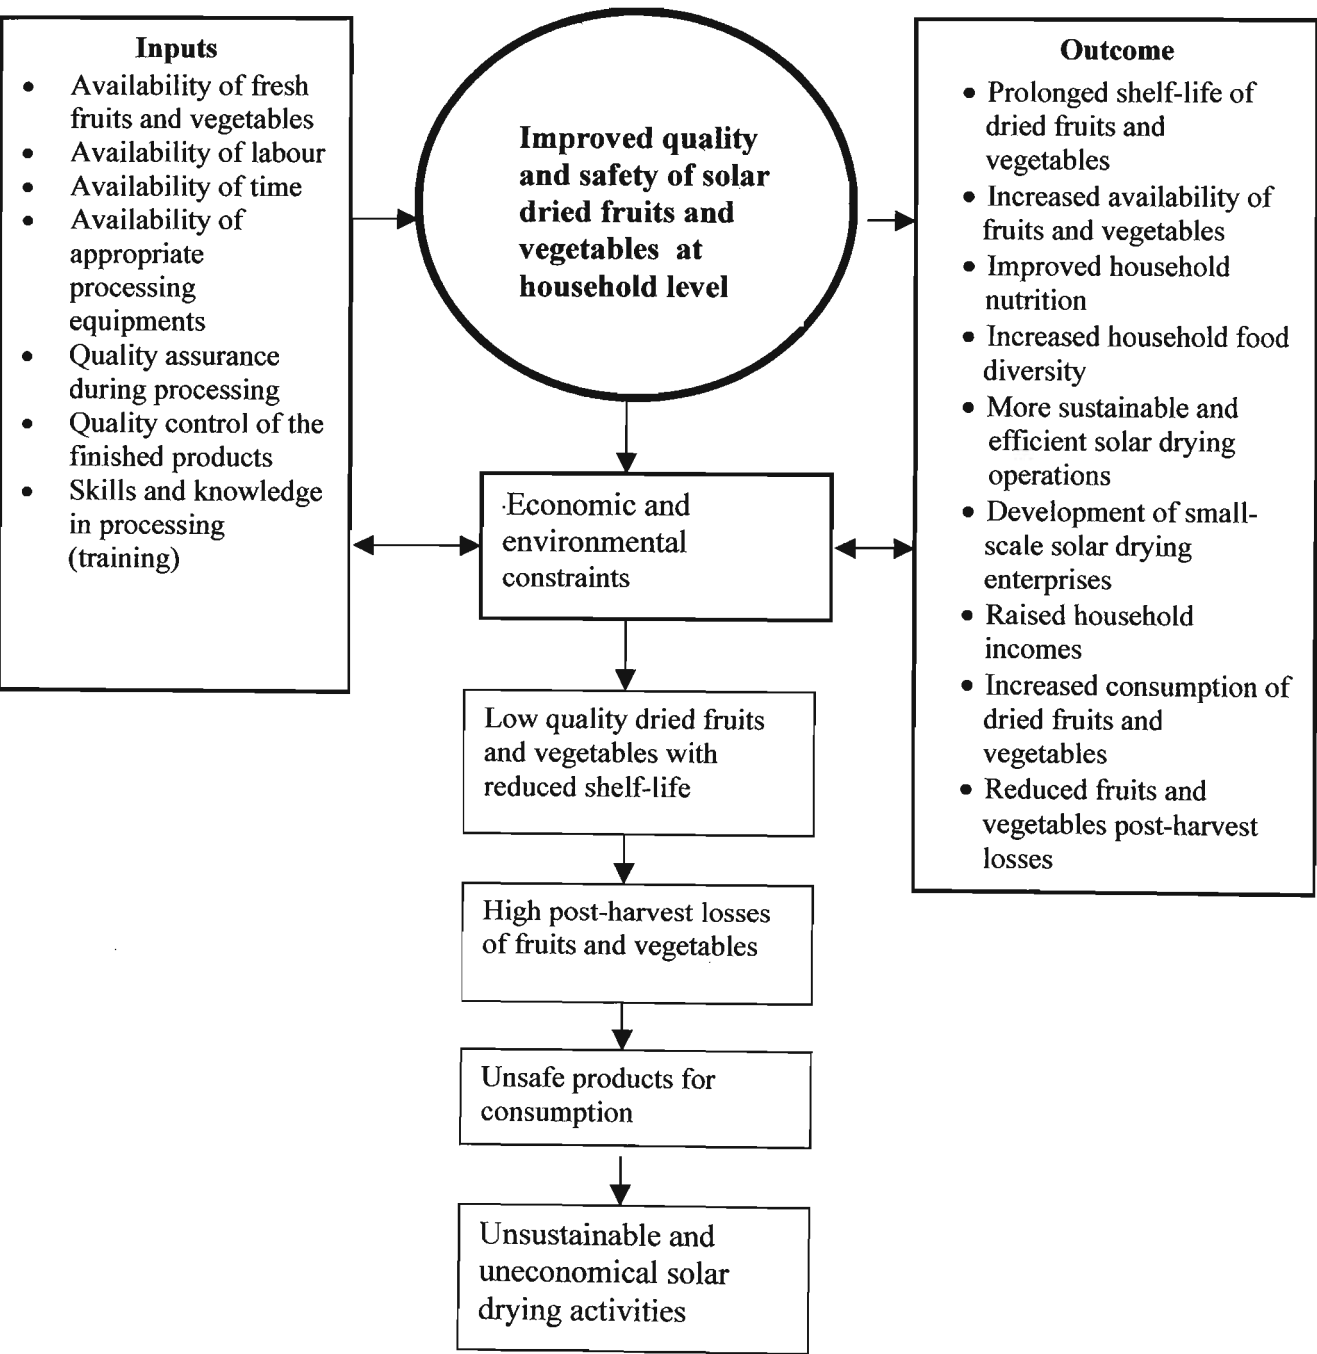 Inputs
• Availability of fresh
fruits and vegetables
• Availability of labour
• Availability of time
• Availability of
appropriate
processing
equipments
• Quality assurance
during processing
• Quality control of the
finished products
• Skills and knowledge
in processing
(training)
Improved quality
and safety of solar
dried fruits and
vegetables at
household level
Economic and
environmental
constraints
Low quality dried fruits
and vegetables with
reduced shelf-life
High post-harvest losses
of fruits and vegetables
Unsafe products for
consumption
Unsustainable and
uneconomical solar
drying activities
Outcome
• Prolonged shelf-life of
dried fruits and
vegetables
• Increased availability of
fruits and vegetables
• Improved household
nutrition
• Increased household food
diversity
• More sustainable and
efficient solar drying
operations
• Development of small-
scale solar drying
enterprises
• Raised household
incomes
• Increased consumption of
dried fruits and
vegetables
• Reduced fruits and
vegetables post-harvest
losses